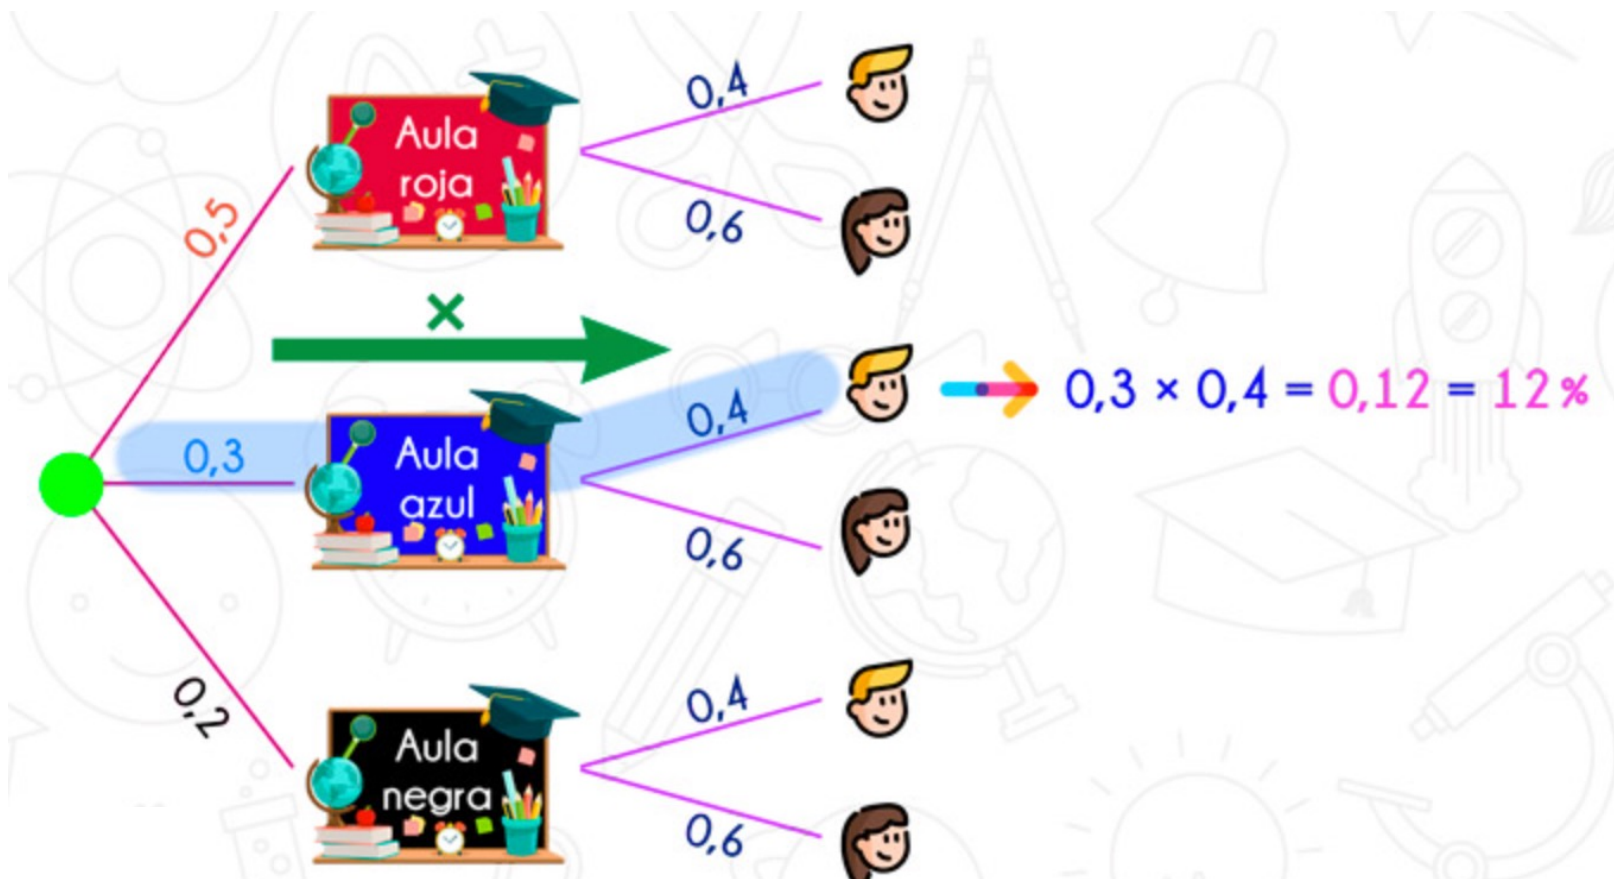 0,4
Aula
roja
0,5
0,6
×
0,4
0,3 × 0,4 = 0,12 = 12%
0,3
Aula
azul
0,6
0,2
0,4
Aula
negra
0,6